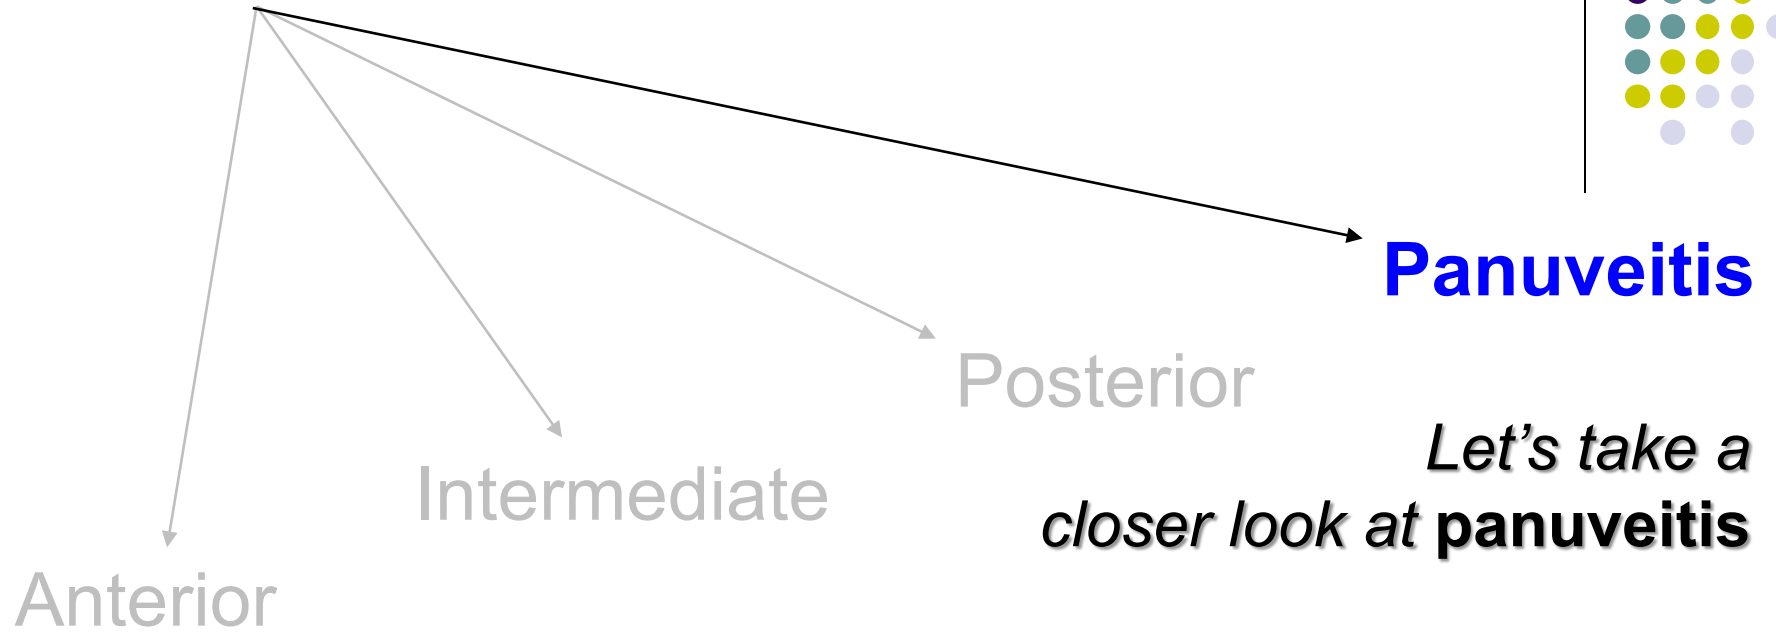 Panuveitis
Posterior
Let’s take a
Intermediate
closer look at panuveitis
Anterior